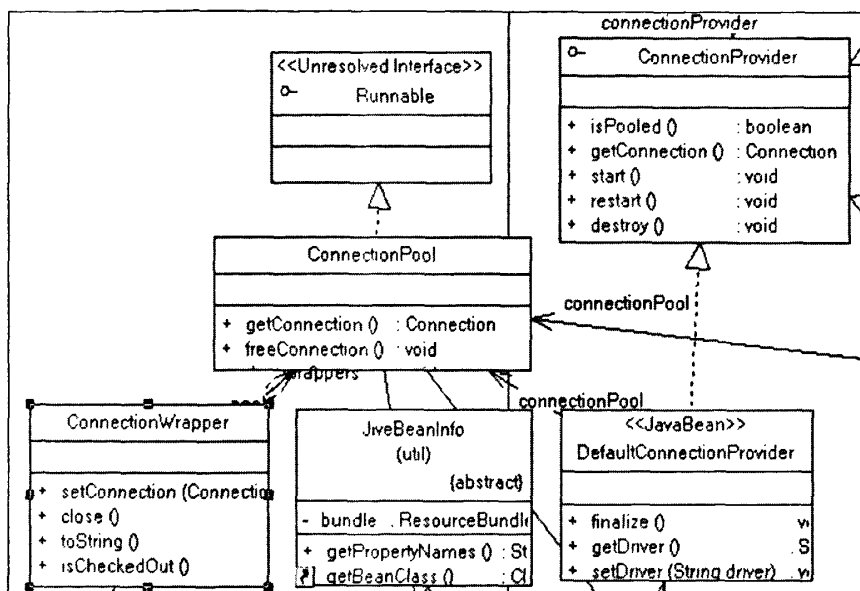 connectionProvider
<<Unresolved Interface>>
Runnable
ConnectionProvider
+ isPooled () : boolean
+ getConnection () : Connection
+ start () : void
+ restart () : void
+ destroy () : void
ConnectionPool
+ getConnection () : Connection
+ freeConnection () : void
connectionPool
wrappers
connectionPool
ConnectionWrapper
+ setConnection (Connectio
+ close ()
+ toString ()
+ isCheckedOut ()
JiveBeanInfo
(util)
{abstract}
- bundle : ResourceBundl
+ getPropertyNames () : St
getBeanClass () : Cl
<<JavaBean>>
DefaultConnectionProvider
+ finalize ()
+ getDriver () : S
+ setDriver (String driver)